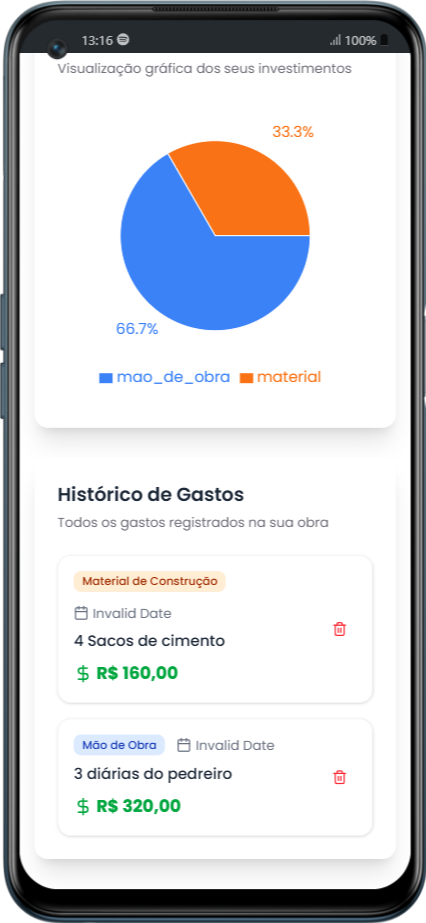 13:16 100%
Visualização gráfica dos seus investimentos
33.3%
66.7%
mao_de_obra material
Histórico de Gastos
Todos os gastos registrados na sua obra
Material de Construção
Invalid Date
4 Sacos de cimento
$ R$ 160,00
Mão de Obra Invalid Date
3 diárias do pedreiro
$ R$ 320,00